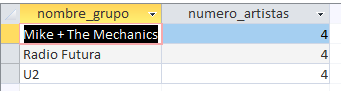 nombre_grupo numero_artistas
Mike + The Mechanics 4
Radio Futura 4
U2 4